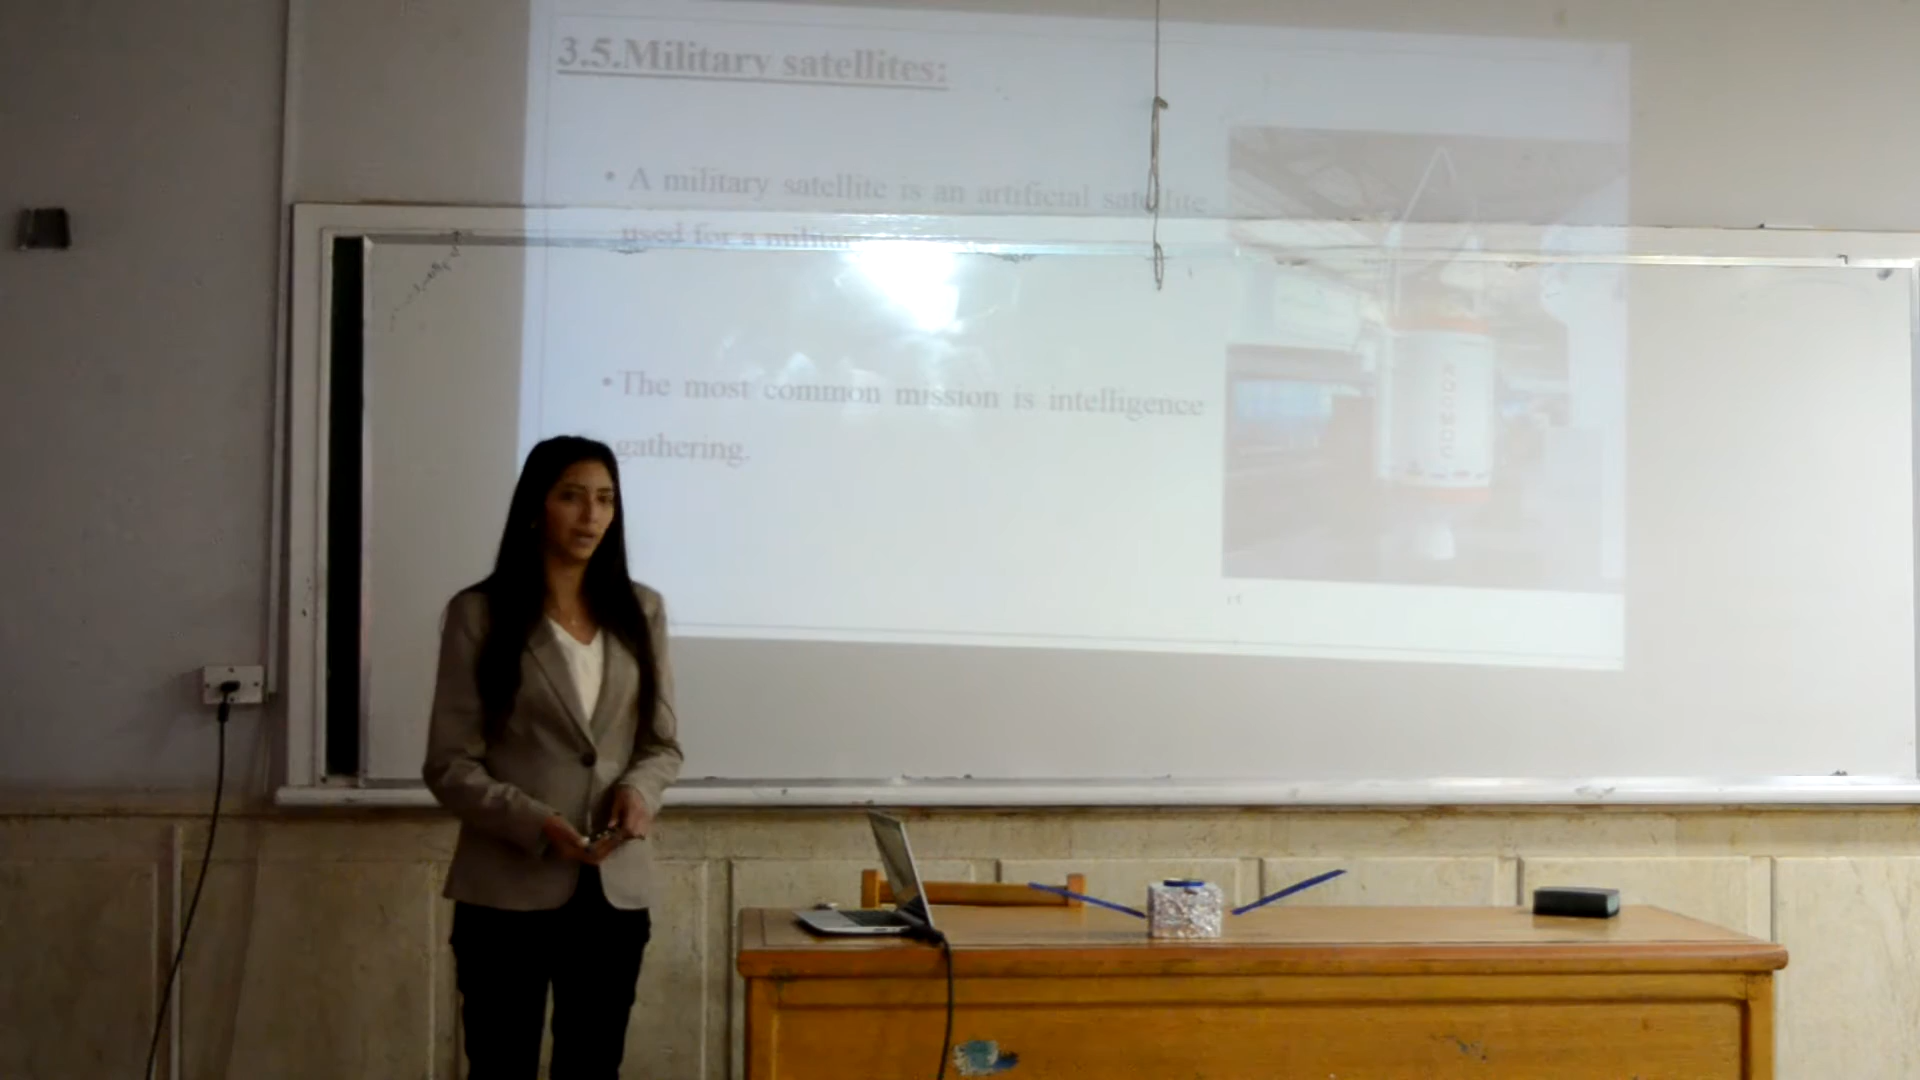 3.5.Military satellites:
• A military satellite is an artificial satellite
used for a military
•The most common mission is intelligence
gathering.